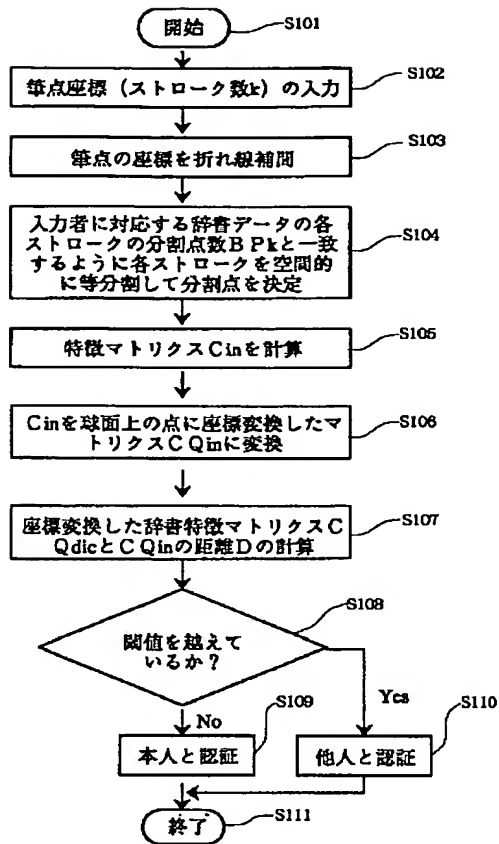 開始
S101
筆点座標（ストローク数k）の入力
S102
筆点の座標を折れ線補間
S103
入力者に対応する辞書データの各
ストロークの分割点数BPkと一致
するように各ストロークを空間的
に等分割して分割点を決定
S104
特徴マトリクスCinを計算
S105
Cinを球面上の点に座標変換したマ
トリクスCQinに変換
S106
座標変換した辞書特徴マトリクスC
QdicとCQinの距離Dの計算
S107
閾値を越えて
いるか？
S108
No
Yes
本人と認証
S109
他人と認証
S110
終了
S111